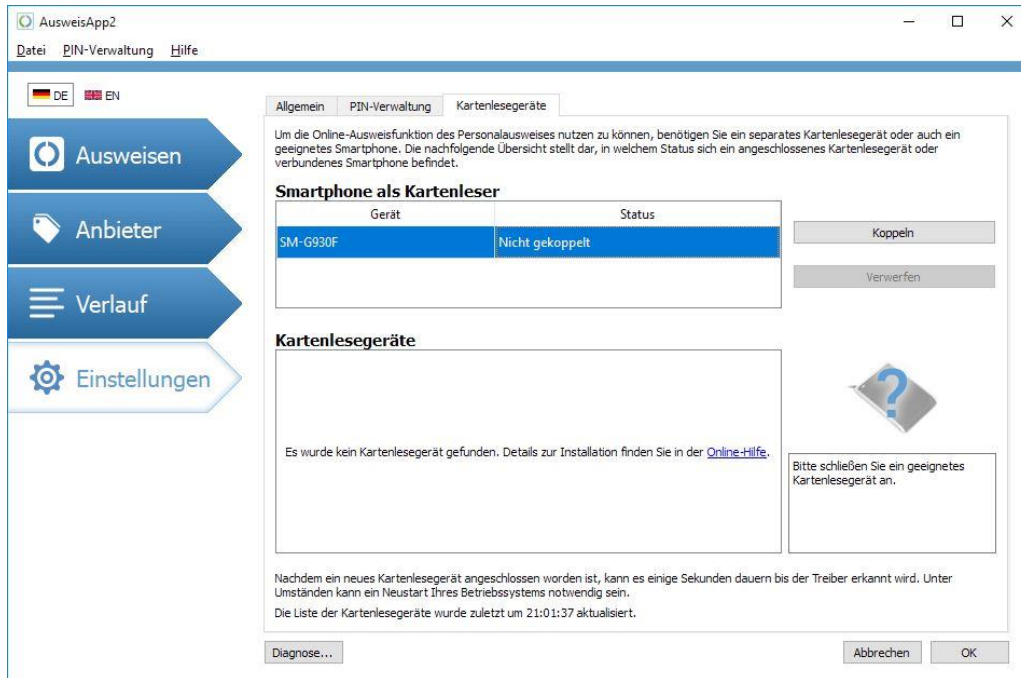 AusweisApp2
Datei PIN-Verwaltung Hilfe
DE EN
Ausweisen
Anbieter
Verlauf
Einstellungen
Allgemein PIN-Verwaltung Kartenlesegeräte
Um die Online-Ausweisfunktion des Personalausweises nutzen zu können, benötigen Sie ein separates Kartenlesegerät oder auch ein
geeignetes Smartphone. Die nachfolgende Übersicht stellt dar, in welchem Status sich ein angeschlossenes Kartenlesegerät oder
verbundenes Smartphone befindet.
Smartphone als Kartenleser
Gerät Status
SM-G930F Nicht gekoppelt
Koppeln
Verwerfen
Kartenlesegeräte
Es wurde kein Kartenlesegerät gefunden. Details zur Installation finden Sie in der Online-Hilfe.
?
Bitte schließen Sie ein geeignetes
Kartenlesegerät an.
Nachdem ein neues Kartenlesegerät angeschlossen worden ist, kann es einige Sekunden dauern bis der Treiber erkannt wird. Unter
Umständen kann ein Neustart Ihres Betriebssystems notwendig sein.
Die Liste der Kartenlesegeräte wurde zuletzt um 21:01:37 aktualisiert.
Diagnose... Abbrechen OK